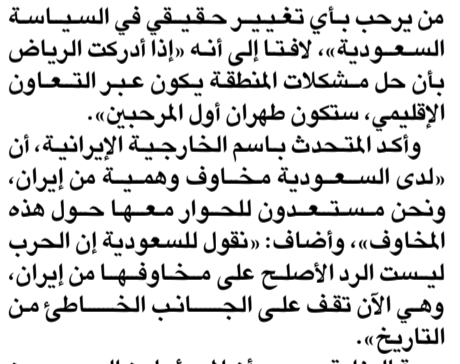 من يرحب بـأي تغيير حقيقي في السياسة
السعودية»، لافتا إلى أنه «إذا أدركت الرياض
بأن حل مشكلات المنطقة يكون عبر التعاون
الإقليمي، ستكون طهران أول المرحبين».
وأكد المتحدث باسم الخارجية الإيرانية، أن
«لدى السعودية مخاوف وهمية من إيران،
ونحن مستعدون للحوار معها حول هذه
المخاوف»، وأضاف: «نقول للسعودية إن الحرب
ليست الرد الأصلح على مخاوفها من إيران،
وهي الآن تقف على الجانب الخاطئ من
التاريخ».